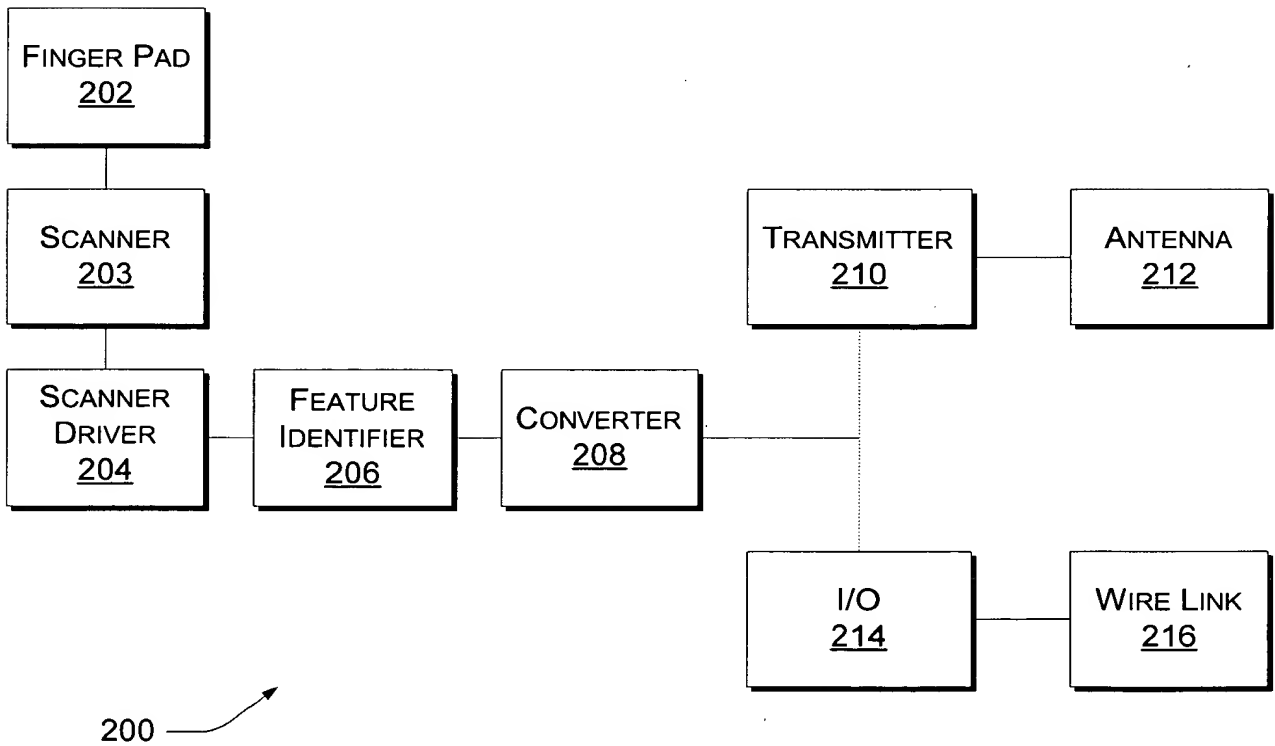 FINGER PAD
202
SCANNER
203
TRANSMITTER
210
ANTENNA
212
SCANNER
DRIVER
204
FEATURE
IDENTIFIER
206
CONVERTER
208
I/O
214
WIRE LINK
216
200